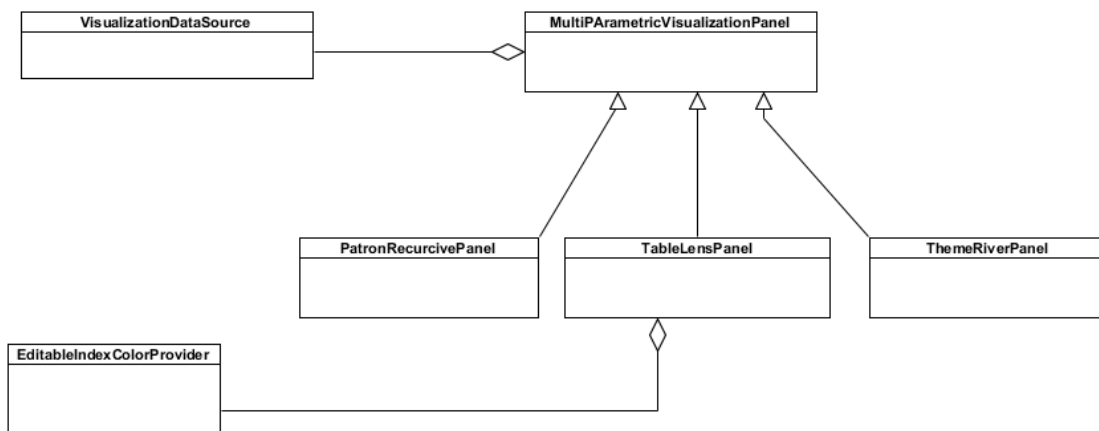 VisualizationDataSource
MultiPArametricVisualizationPanel
PatronRecurcivePanel
TableLensPanel
ThemeRiverPanel
EditableIndexColorProvider